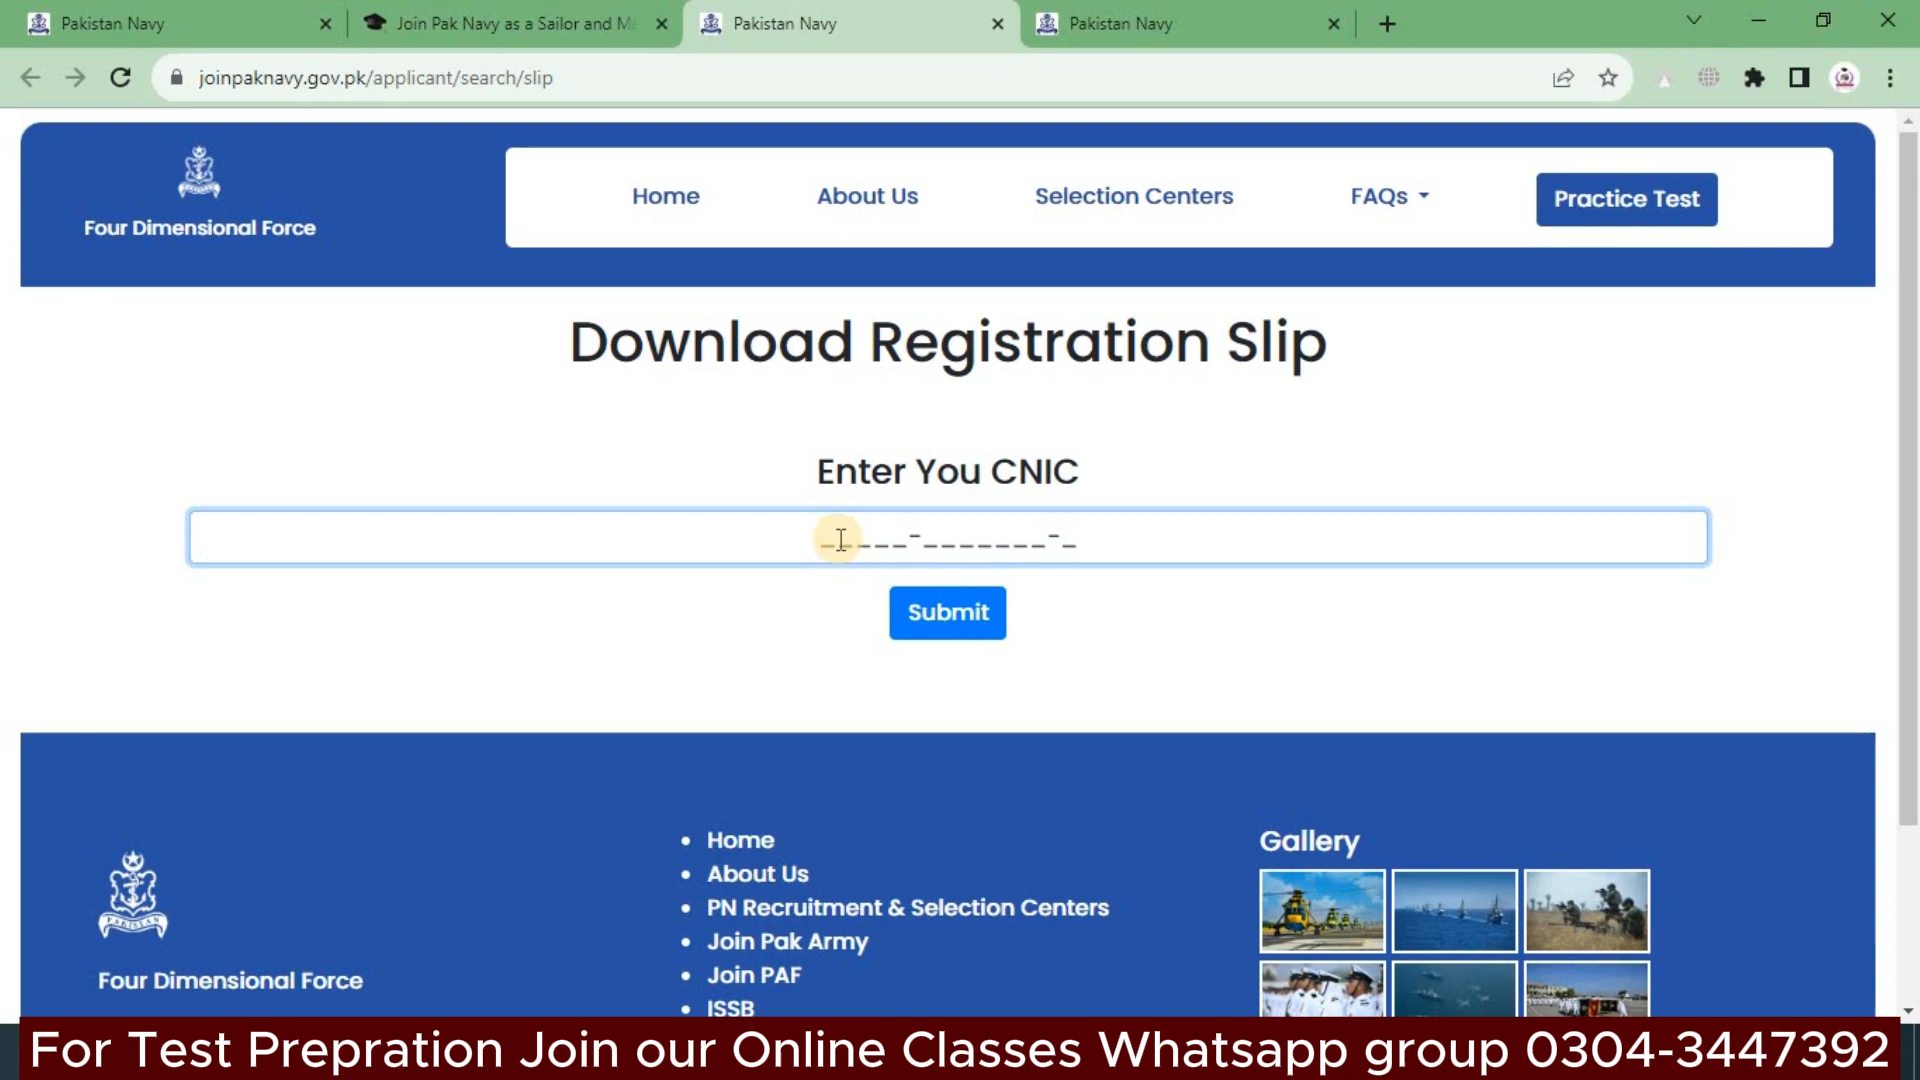 Pakistan Navy
Join Pak Navy as a Sailor and Ma
Pakistan Navy
Pakistan Navy
joinpaknavy.gov.pk/applicant/search/slip
Four Dimensional Force
Home
About Us
Selection Centers
FAQs
Practice Test
Download Registration Slip
Enter You CNIC
_____-_______-_
Submit
PAKISTAN
Four Dimensional Force
Home
About Us
PN Recruitment & Selection Centers
Join Pak Army
Join PAF
ISSB
Gallery
For Test Prepration Join our Online Classes Whatsapp group 0304-3447392